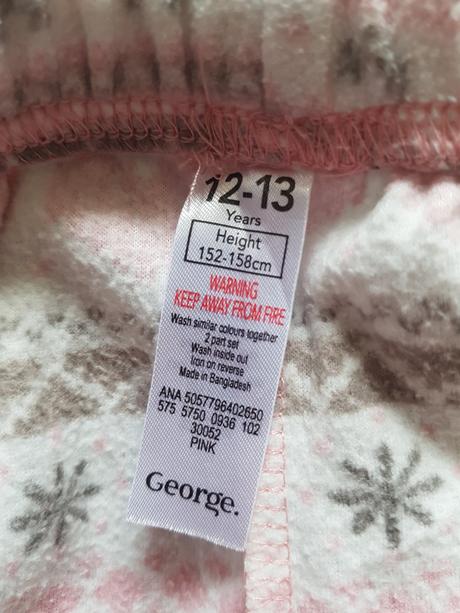 12-13
Years
Height
152-158cm
WARNING
KEEP AWAY FROM FIRE
Wash similar colours together
2 part set
Wash inside out
Iron on reverse
Made in Bangladesh
ANA 5057796402650
575 5750 0936 102
30052
PINK
George.